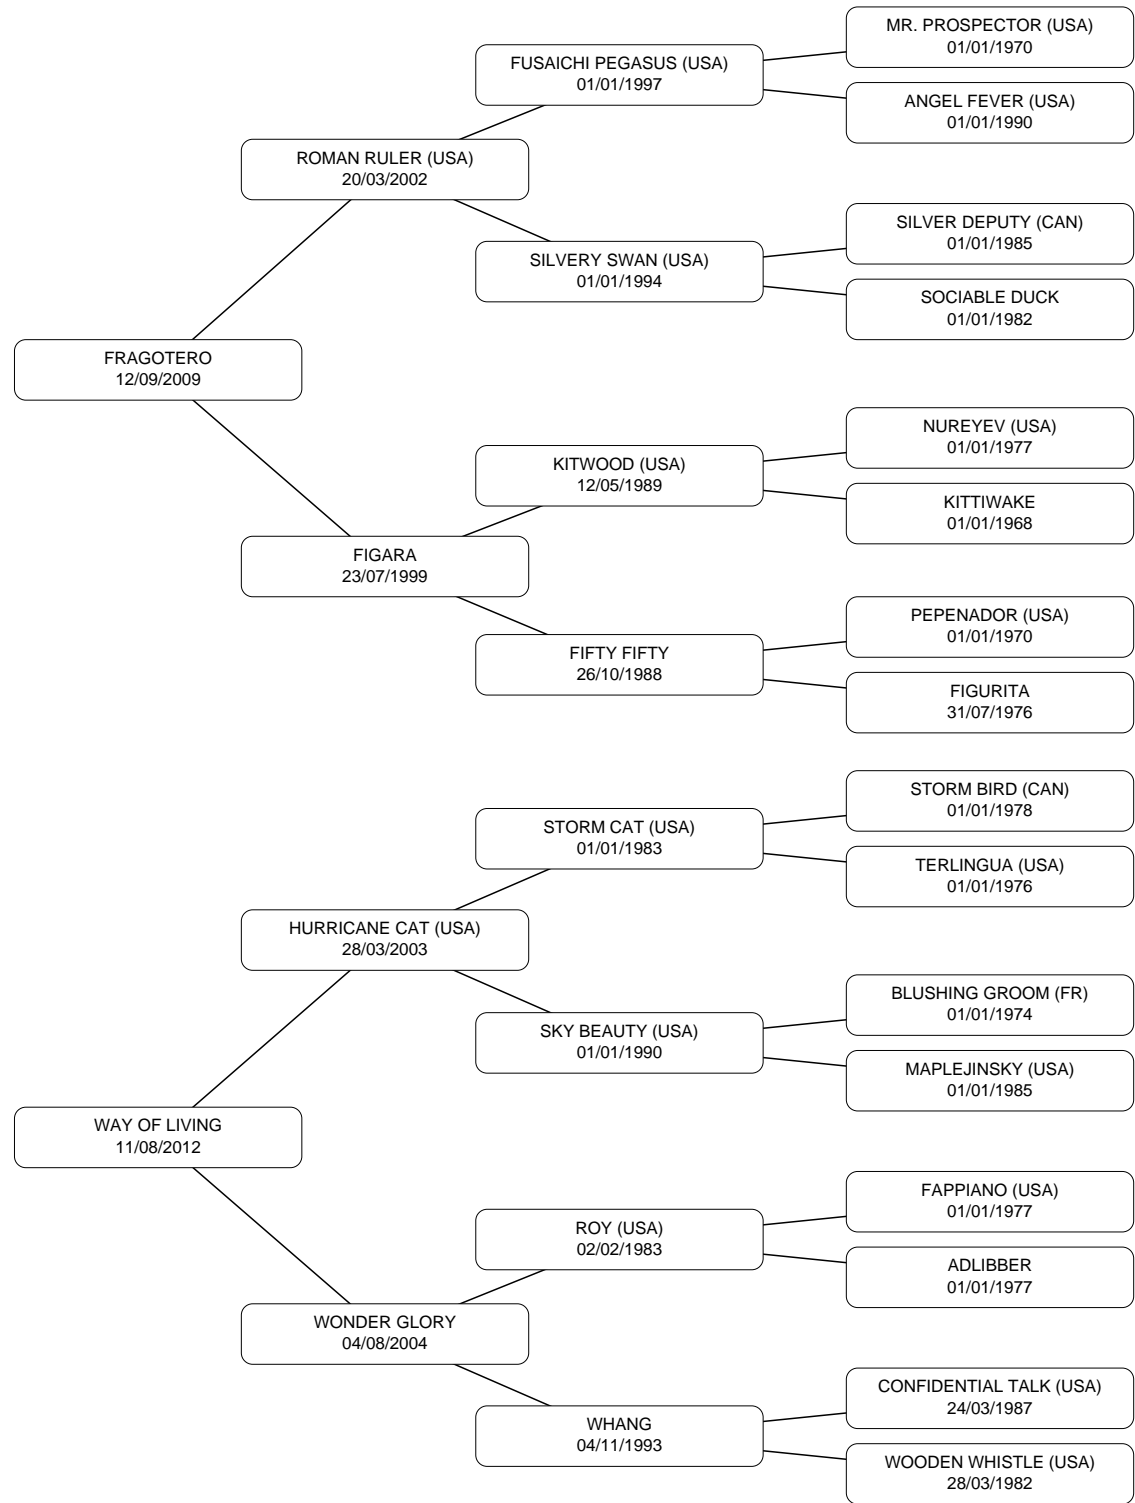 MR. PROSPECTOR (USA)
01/01/1970
FUSAICHI PEGASUS (USA)
01/01/1997
ANGEL FEVER (USA)
01/01/1990
ROMAN RULER (USA)
20/03/2002
SILVER DEPUTY (CAN)
01/01/1985
SILVERY SWAN (USA)
01/01/1994
SOCIABLE DUCK
01/01/1982
FRAGOTERO
12/09/2009
NUREYEV (USA)
01/01/1977
KITWOOD (USA)
12/05/1989
KITTIWAKE
01/01/1968
FIGARA
23/07/1999
PEPENADOR (USA)
01/01/1970
FIFTY FIFTY
26/10/1988
FIGURITA
31/07/1976
STORM BIRD (CAN)
01/01/1978
STORM CAT (USA)
01/01/1983
TERLINGUA (USA)
01/01/1976
HURRICANE CAT (USA)
28/03/2003
BLUSHING GROOM (FR)
01/01/1974
SKY BEAUTY (USA)
01/01/1990
MAPLEJINSKY (USA)
01/01/1985
WAY OF LIVING
11/08/2012
FAPPIANO (USA)
01/01/1977
ROY (USA)
02/02/1983
ADLIBBER
01/01/1977
WONDER GLORY
04/08/2004
CONFIDENTIAL TALK (USA)
24/03/1987
WHANG
04/11/1993
WOODEN WHISTLE (USA)
28/03/1982